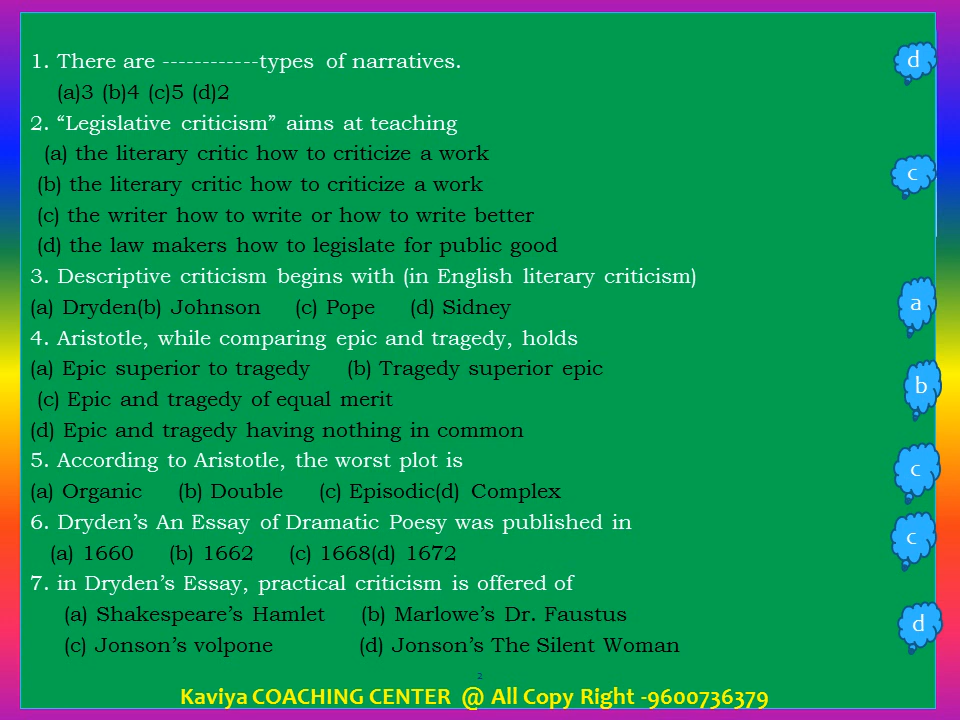 1. There are ------------types of narratives. d
(a)3 (b)4 (c)5 (d)2
2. “Legislative criticism” aims at teaching
(a) the literary critic how to criticize a work
(b) the literary critic how to criticize a work c
(c) the writer how to write or how to write better
(d) the law makers how to legislate for public good
3. Descriptive criticism begins with (in English literary criticism)
(a) Dryden(b) Johnson (c) Pope (d) Sidney a
4. Aristotle, while comparing epic and tragedy, holds
(a) Epic superior to tragedy (b) Tragedy superior epic b
(c) Epic and tragedy of equal merit
(d) Epic and tragedy having nothing in common
5. According to Aristotle, the worst plot is c
(a) Organic (b) Double (c) Episodic(d) Complex
6. Dryden’s An Essay of Dramatic Poesy was published in c
(a) 1660 (b) 1662 (c) 1668(d) 1672
7. in Dryden’s Essay, practical criticism is offered of
(a) Shakespeare’s Hamlet (b) Marlowe’s Dr. Faustus d
(c) Jonson’s volpone (d) Jonson’s The Silent Woman
2
Kaviya COACHING CENTER @ All Copy Right -9600736379